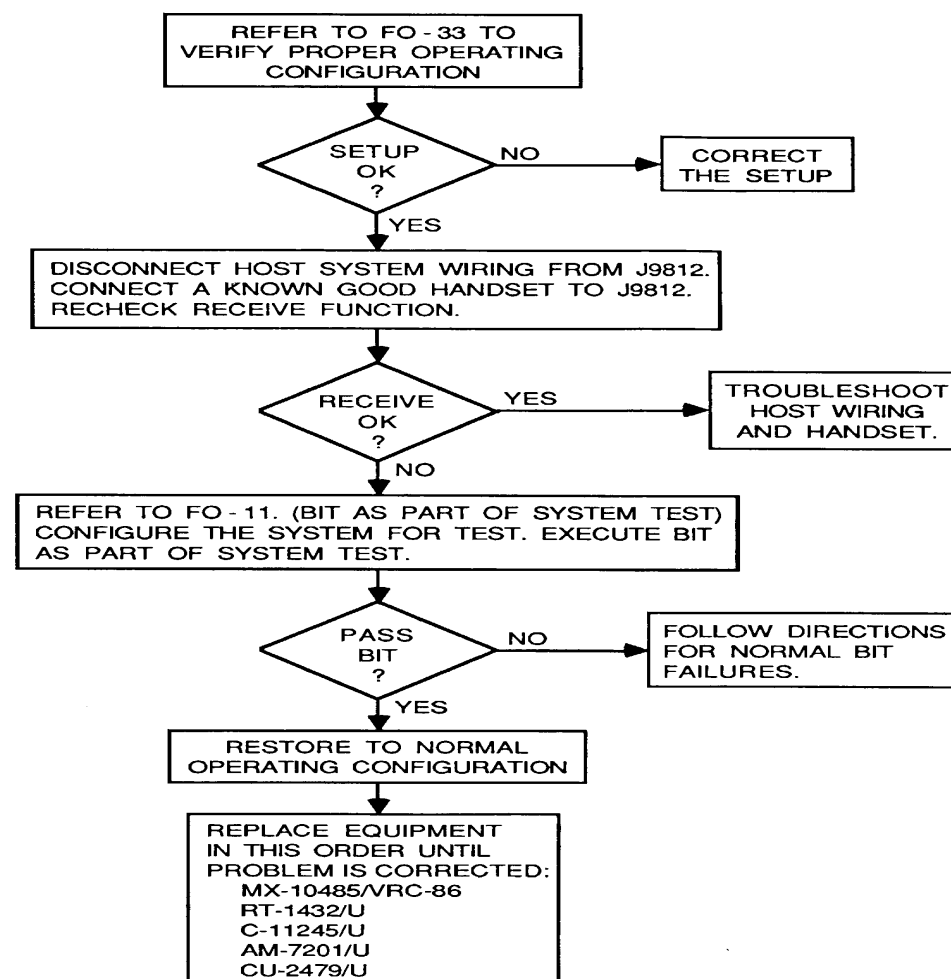 REFER TO FO-33 TO
VERIFY PROPER OPERATING
CONFIGURATION
SETUP
OK
?
NO
CORRECT
THE SETUP
YES
DISCONNECT HOST SYSTEM WIRING FROM J9812.
CONNECT A KNOWN GOOD HANDSET TO J9812.
RECHECK RECEIVE FUNCTION.
RECEIVE
OK
?
YES
TROUBLESHOOT
HOST WIRING
AND HANDSET.
NO
REFER TO FO-11. (BIT AS PART OF SYSTEM TEST)
CONFIGURE THE SYSTEM FOR TEST. EXECUTE BIT
AS PART OF SYSTEM TEST.
PASS
BIT
?
NO
FOLLOW DIRECTIONS
FOR NORMAL BIT
FAILURES.
YES
RESTORE TO NORMAL
OPERATING CONFIGURATION
REPLACE EQUIPMENT
IN THIS ORDER UNTIL
PROBLEM IS CORRECTED:
MX-10485/VRC-86
RT-1432/U
C-11245/U
AM-7201/U
CU-2479/U